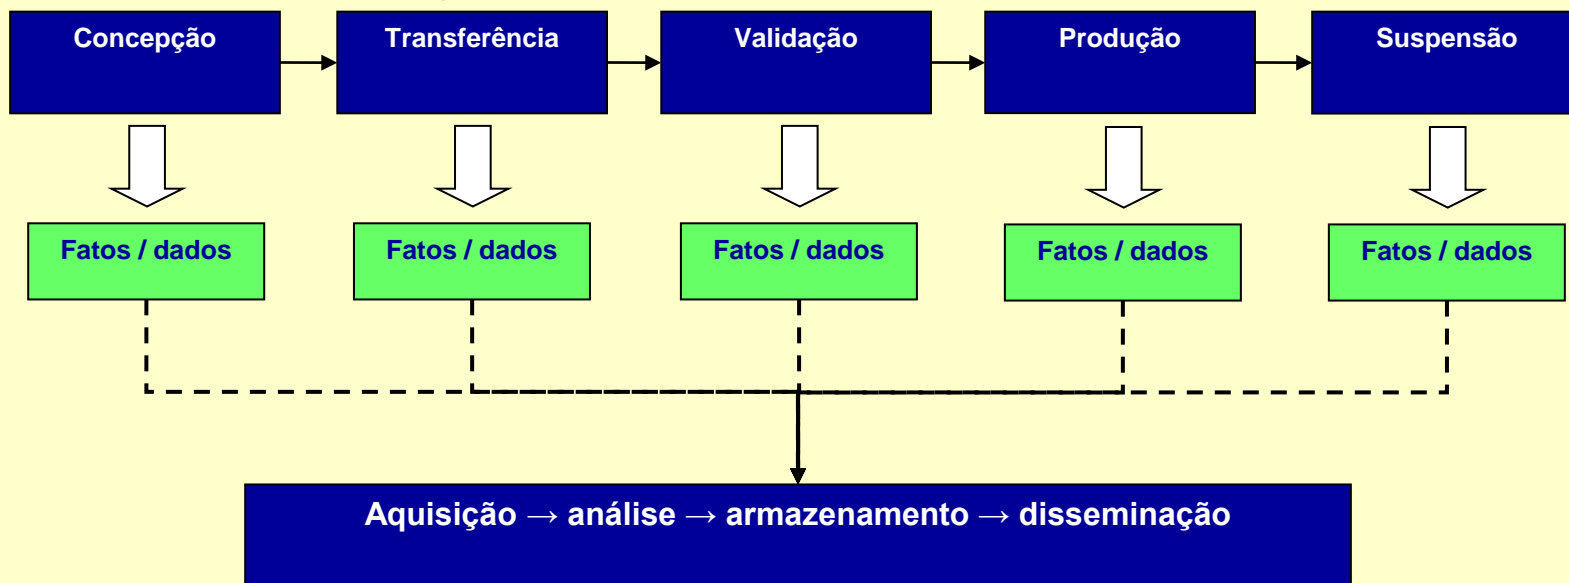 Concepção
Transferência
Validação
Produção
Suspensão
Fatos / dados
Fatos / dados
Fatos / dados
Fatos / dados
Fatos / dados
Aquisição → análise → armazenamento → disseminação